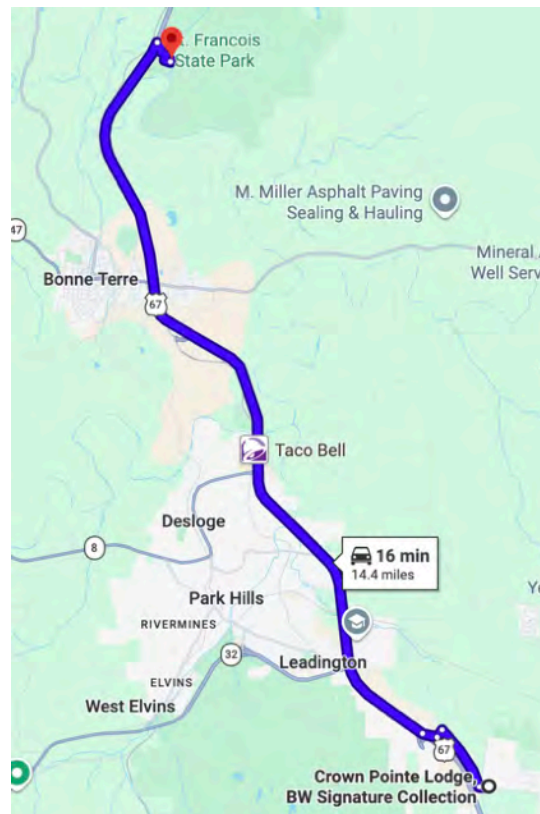 t. Francois
State Park
M. Miller Asphalt Paving
Sealing & Hauling
47
Mineral A
Well Serv
Bonne Terre
67
Taco Bell
Desloge
8
16 min
14.4 miles
Park Hills
RIVERMINES
32
Leadington
ELVINS
West Elvins
67
Crown Pointe Lodge,
BW Signature Collection